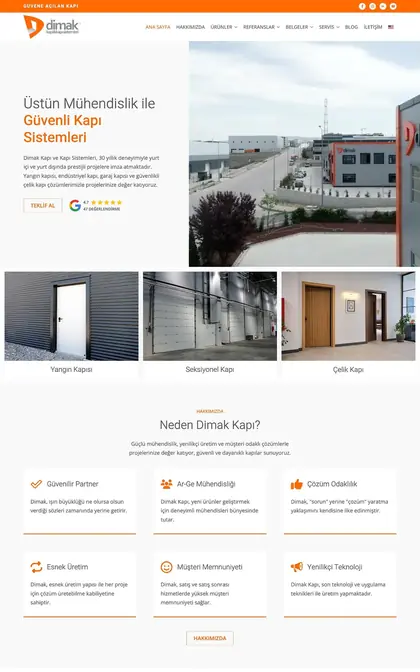 GÜVENE AÇILAN KAPI
dimak
ANA SAYFA HAKKIMIZDA ÜRÜNLER REFERANSLAR BELGELER SERVİS BLOG İLETİŞİM
Üstün Mühendislik ile
Güvenli Kapı
Sistemleri
Dimak Kapı ve Kapı Sistemleri, 30 yıllık deneyimiyle yurt
içi ve yurt dışında prestijli projelere imza atmaktadır.
Yangın kapısı, endüstriyel kapı, garaj kapısı ve güvenlikli
çelik kapı çözümlerimizle projelerinize değer katıyoruz.
TEKLİF AL
4.7
47 DEĞERLENDİRME
dimak
Yangın Kapısı
Seksiyonel Kapı
Çelik Kapı
HAKKIMIZDA
Neden Dimak Kapı?
Güçlü mühendislik, yenilikçi üretim ve müşteri odaklı çözümlerle
projelerinize değer katıyor, güvenli ve dayanıklı kapılar sunuyoruz.
Güvenilir Partner
Dimak, işin büyüklüğü ne olursa olsun
verdiği sözleri zamanında yerine getirir.
Ar-Ge Mühendisliği
Dimak Kapı, yeni ürünler geliştirmek
için deneyimli mühendisleri bünyesinde
tutar.
Çözüm Odaklılık
Dimak, "sorun" yerine "çözüm" yaratma
yaklaşımını kendisine ilke edinmiştir.
Esnek Üretim
Dimak, esnek üretim yapısı ile her proje
için çözüm üretebilme kabiliyetine
sahiptir.
Müşteri Memnuniyeti
Dimak, satış ve satış sonrası
hizmetlerde yüksek müşteri
memnuniyeti sağlar.
Yenilikçi Teknoloji
Dimak Kapı, son teknoloji ve uygulama
teknikleri ile üretim yapmaktadır.
HAKKIMIZDA